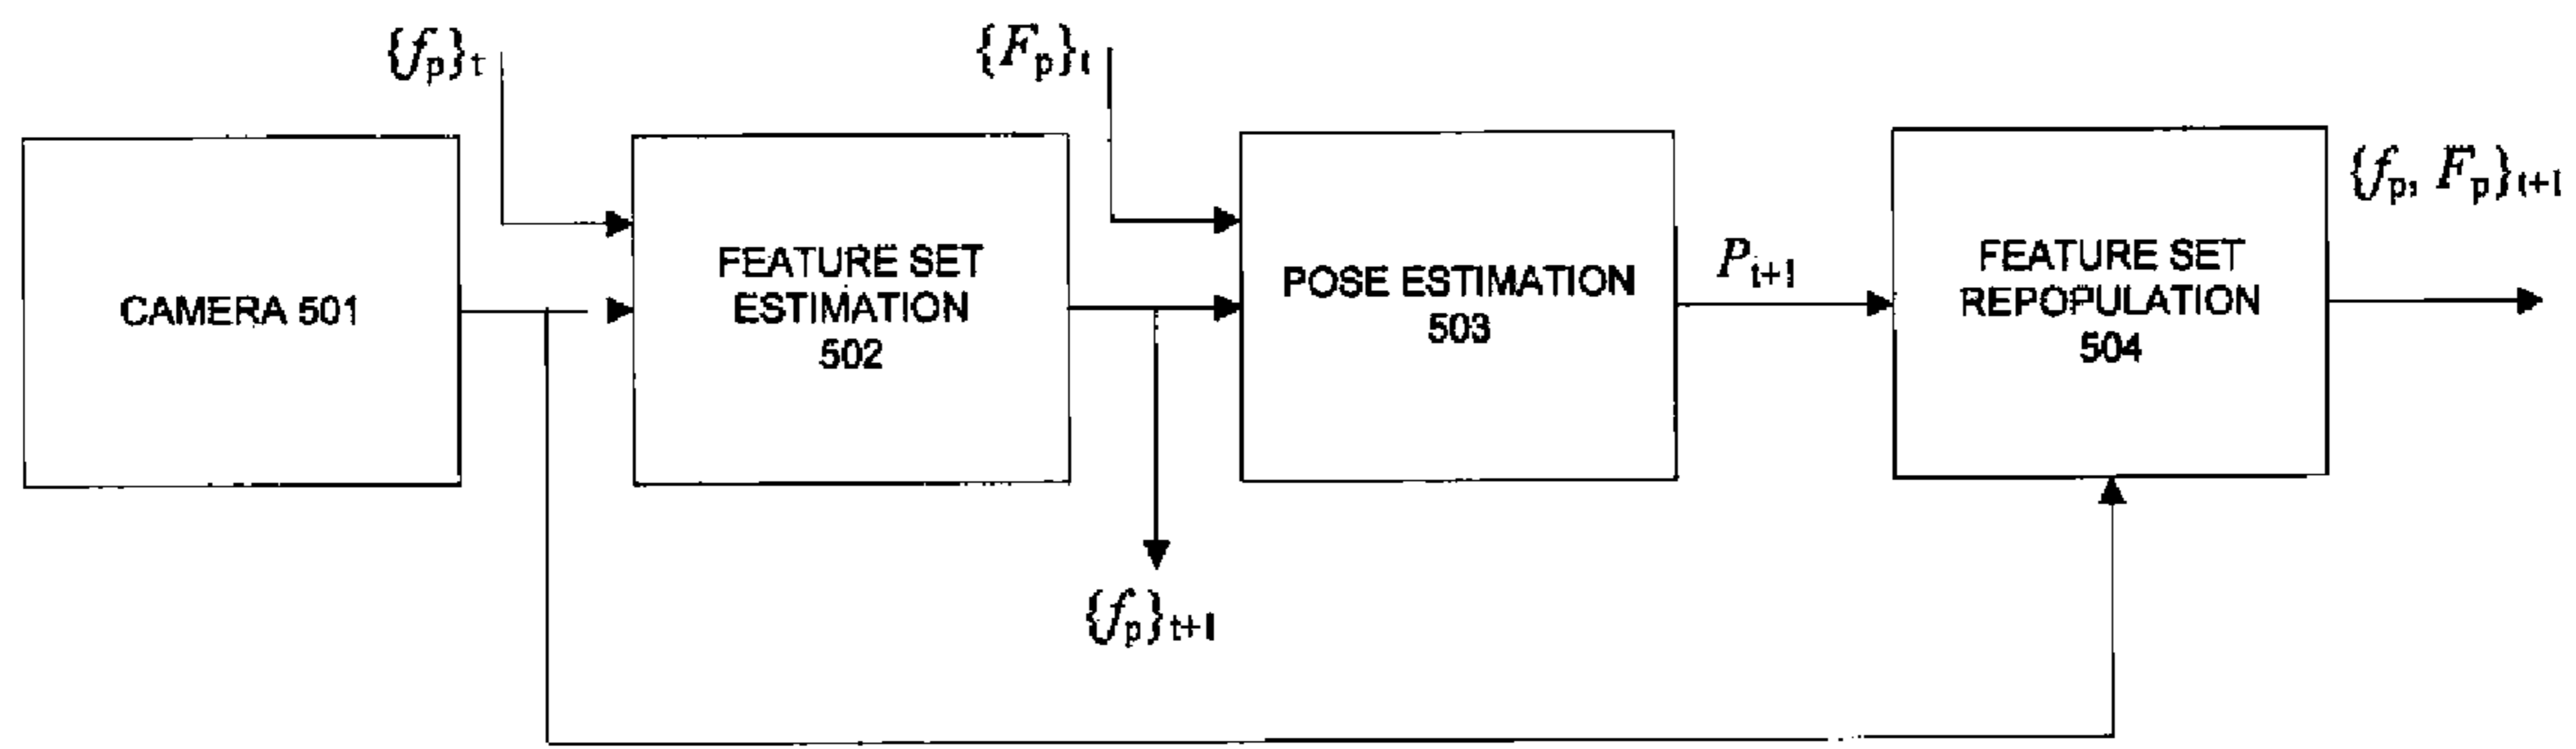 {fp}t
{Fp}t
CAMERA 501
FEATURE SET
ESTIMATION
502
POSE ESTIMATION
503
Pt+1
FEATURE SET
REPOPULATION
504
{fp, Fp}t+1
{fp}t+1